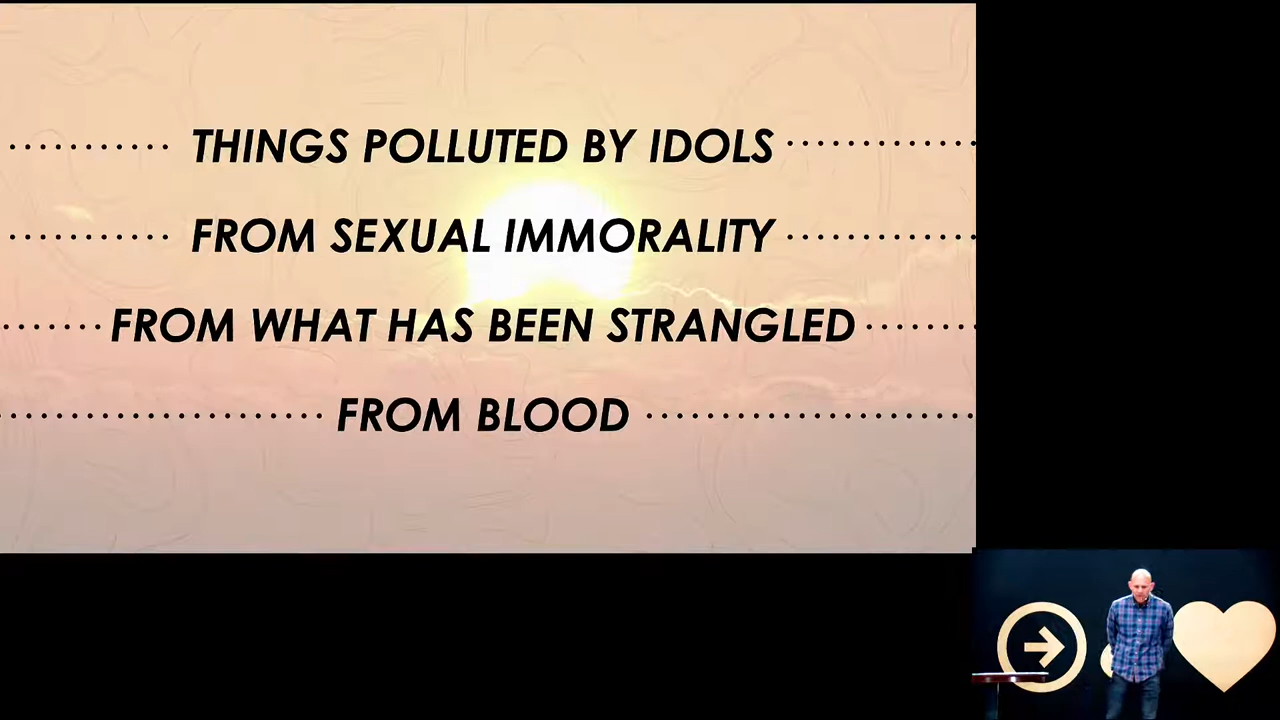 THINGS POLLUTED BY IDOLS
FROM SEXUAL IMMORALITY
FROM WHAT HAS BEEN STRANGLED
FROM BLOOD